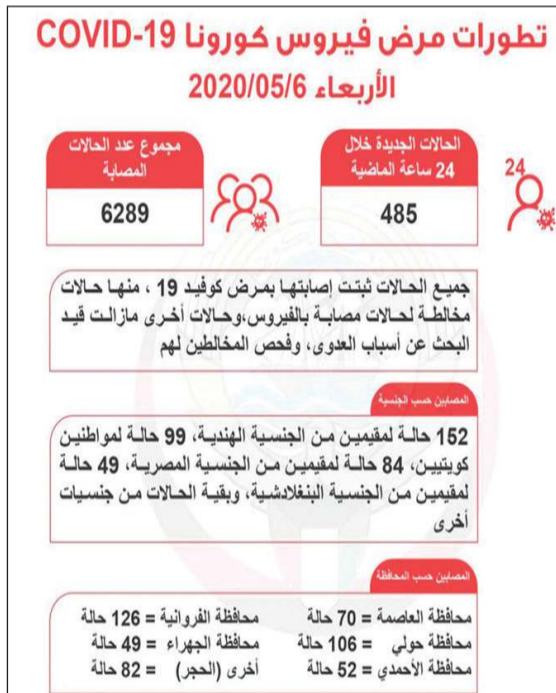 تطورات مرض فيروس كورونا COVID-19
الأربعاء 2020/05/6
24
الحالات الجديدة خلال
24 ساعة الماضية
485
مجموع عدد الحالات
المصابة
6289
جميع الحالات ثبتت إصابتها بمرض كوفيد 19 ، منها حالات
مخالطة لحالات مصابة بالفيروس،وحالات أخرى مازالت قيد
البحث عن أسباب العدوى، وفحص المخالطين لهم
المصابين حسب الجنسية
152 حالة لمقيمين من الجنسية الهندية، 99 حالة لمواطنين
كويتيين، 84 حالة لمقيمين من الجنسية المصرية، 49 حالة
لمقيمين من الجنسية البنغلادشية، وبقية الحالات من جنسيات
أخرى
المصابين حسب المحافظة
محافظة العاصمة = 70 حالة
محافظة حولي = 106 حالة
محافظة الأحمدي = 52 حالة
محافظة الفروانية = 126 حالة
محافظة الجهراء = 49 حالة
أخرى (الحجر) = 82 حالة